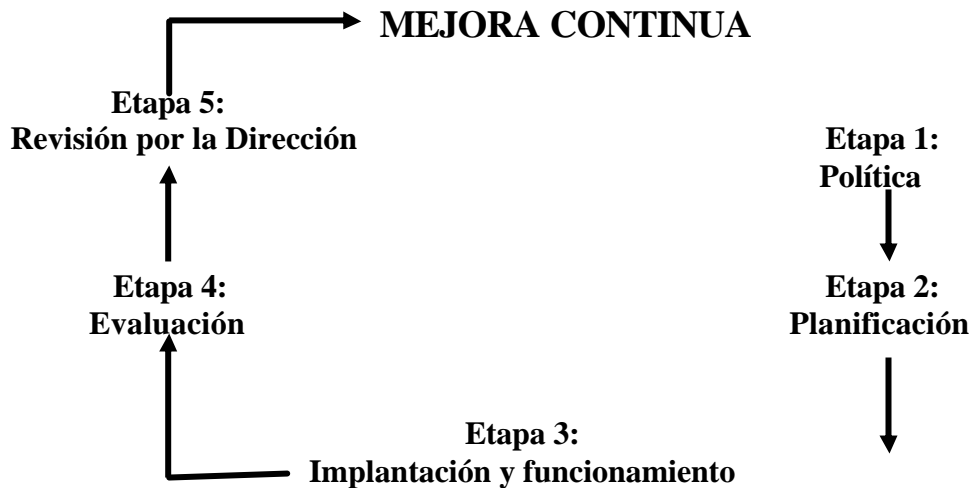 MEJORA CONTINUA
Etapa 5:
Revisión por la Dirección
Etapa 1:
Política
Etapa 4:
Evaluación
Etapa 2:
Planificación
Etapa 3:
Implantación y funcionamiento